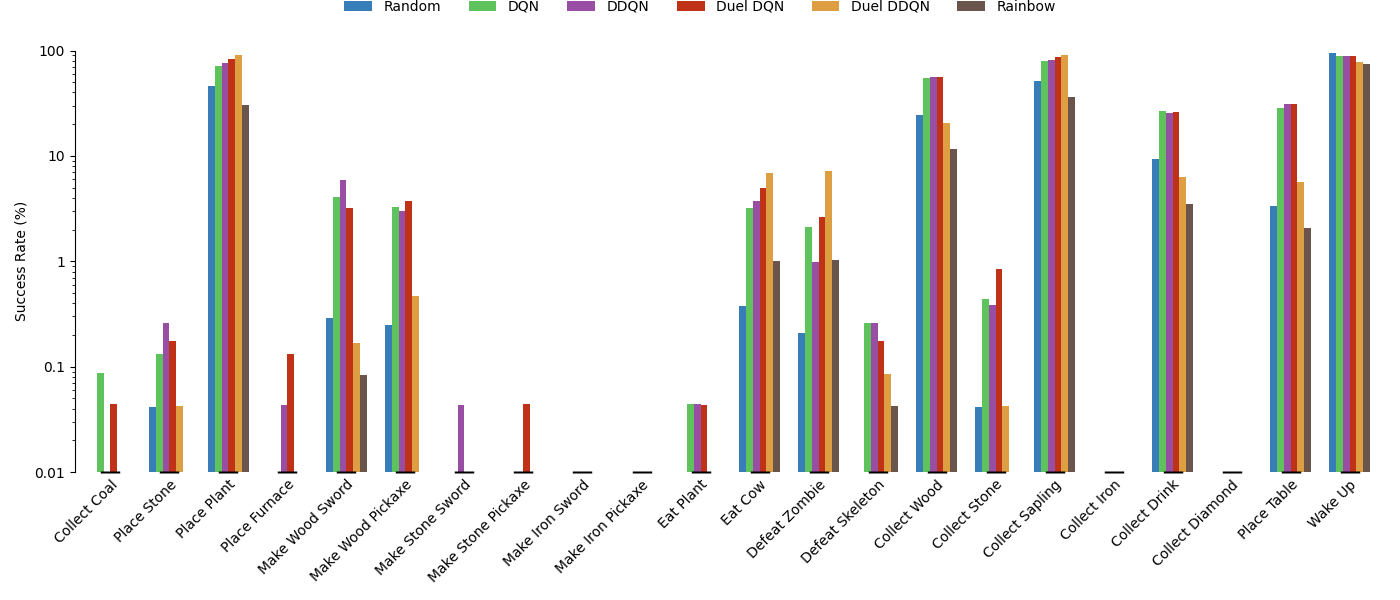 Random DQN DDQN Duel DQN Duel DDQN Rainbow
Success Rate (%)
100
10
1
0.1
0.01
Collect Coal
Place Stone
Place Plant
Place Furnace
Make Wood Sword
Make Wood Pickaxe
Make Stone Sword
Make Stone Pickaxe
Make Iron Sword
Make Iron Pickaxe
Eat Plant
Eat Cow
Defeat Zombie
Defeat Skeleton
Collect Wood
Collect Stone
Collect Sapling
Collect Iron
Collect Drink
Collect Diamond
Place Table
Wake Up